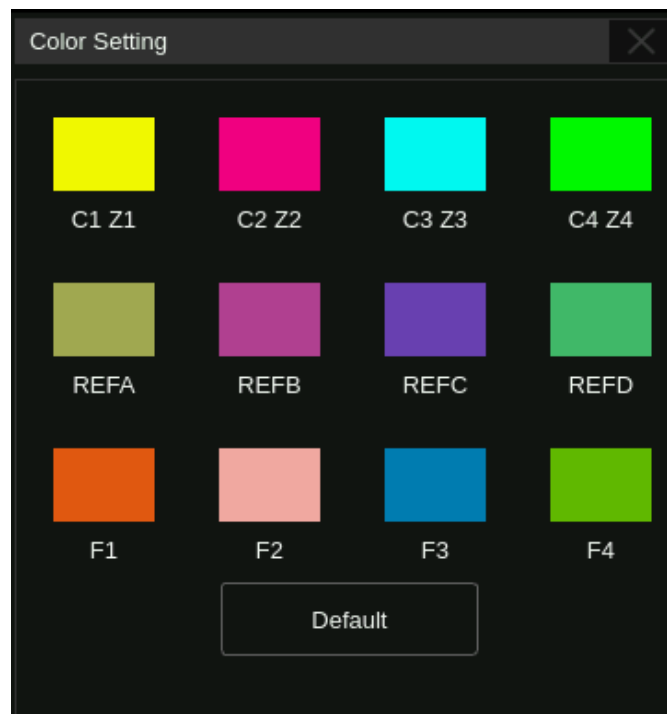 Color Setting
C1 Z1 C2 Z2 C3 Z3 C4 Z4
REFA REFB REFC REFD
F1 F2 F3 F4
Default